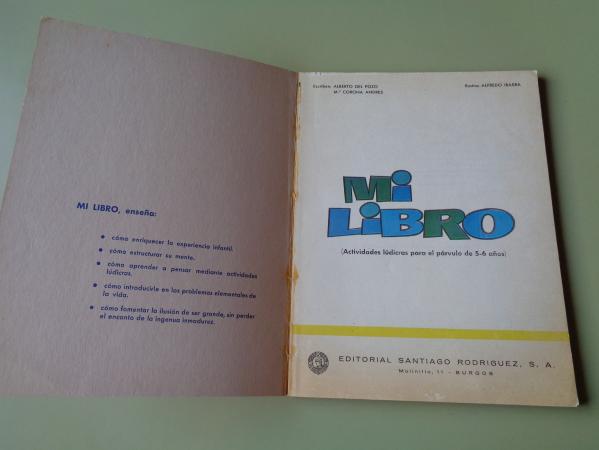 MI LIBRO, enseña:
● cómo enriquecer la experiencia infantil.
● cómo estructurar su mente.
● cómo aprender a pensar mediante actividades
lúdicas.
● cómo introducirle en los problemas elementales de
la vida.
● cómo fomentar la ilusión de ser grande, sin perder
el encanto de la ingenua inmadurez.
Escriben: ALBERTO DEL POZO
M.ª CORONA ANDRES
Ilustra: ALFREDO IBARRA
Mi
LiBRO
(Actividades lúdicras para el párvulo de 5-6 años)
EDITORIAL SANTIAGO RODRIGUEZ, S. A.
Molinillo, 11 - BURGOS